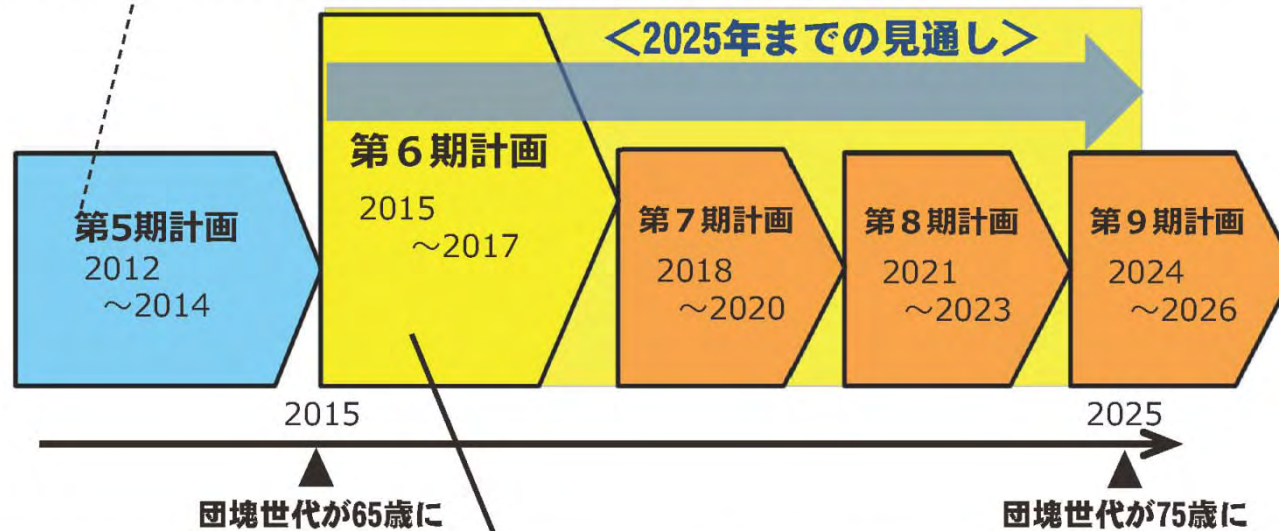 <2025年までの見通し>
第5期計画
2012
～2014
第６期計画
2015
～2017
第７期計画
2018
～2020
第８期計画
2021
～2023
第９期計画
2024
～2026
2015
2025
団塊世代が65歳に
団塊世代が75歳に